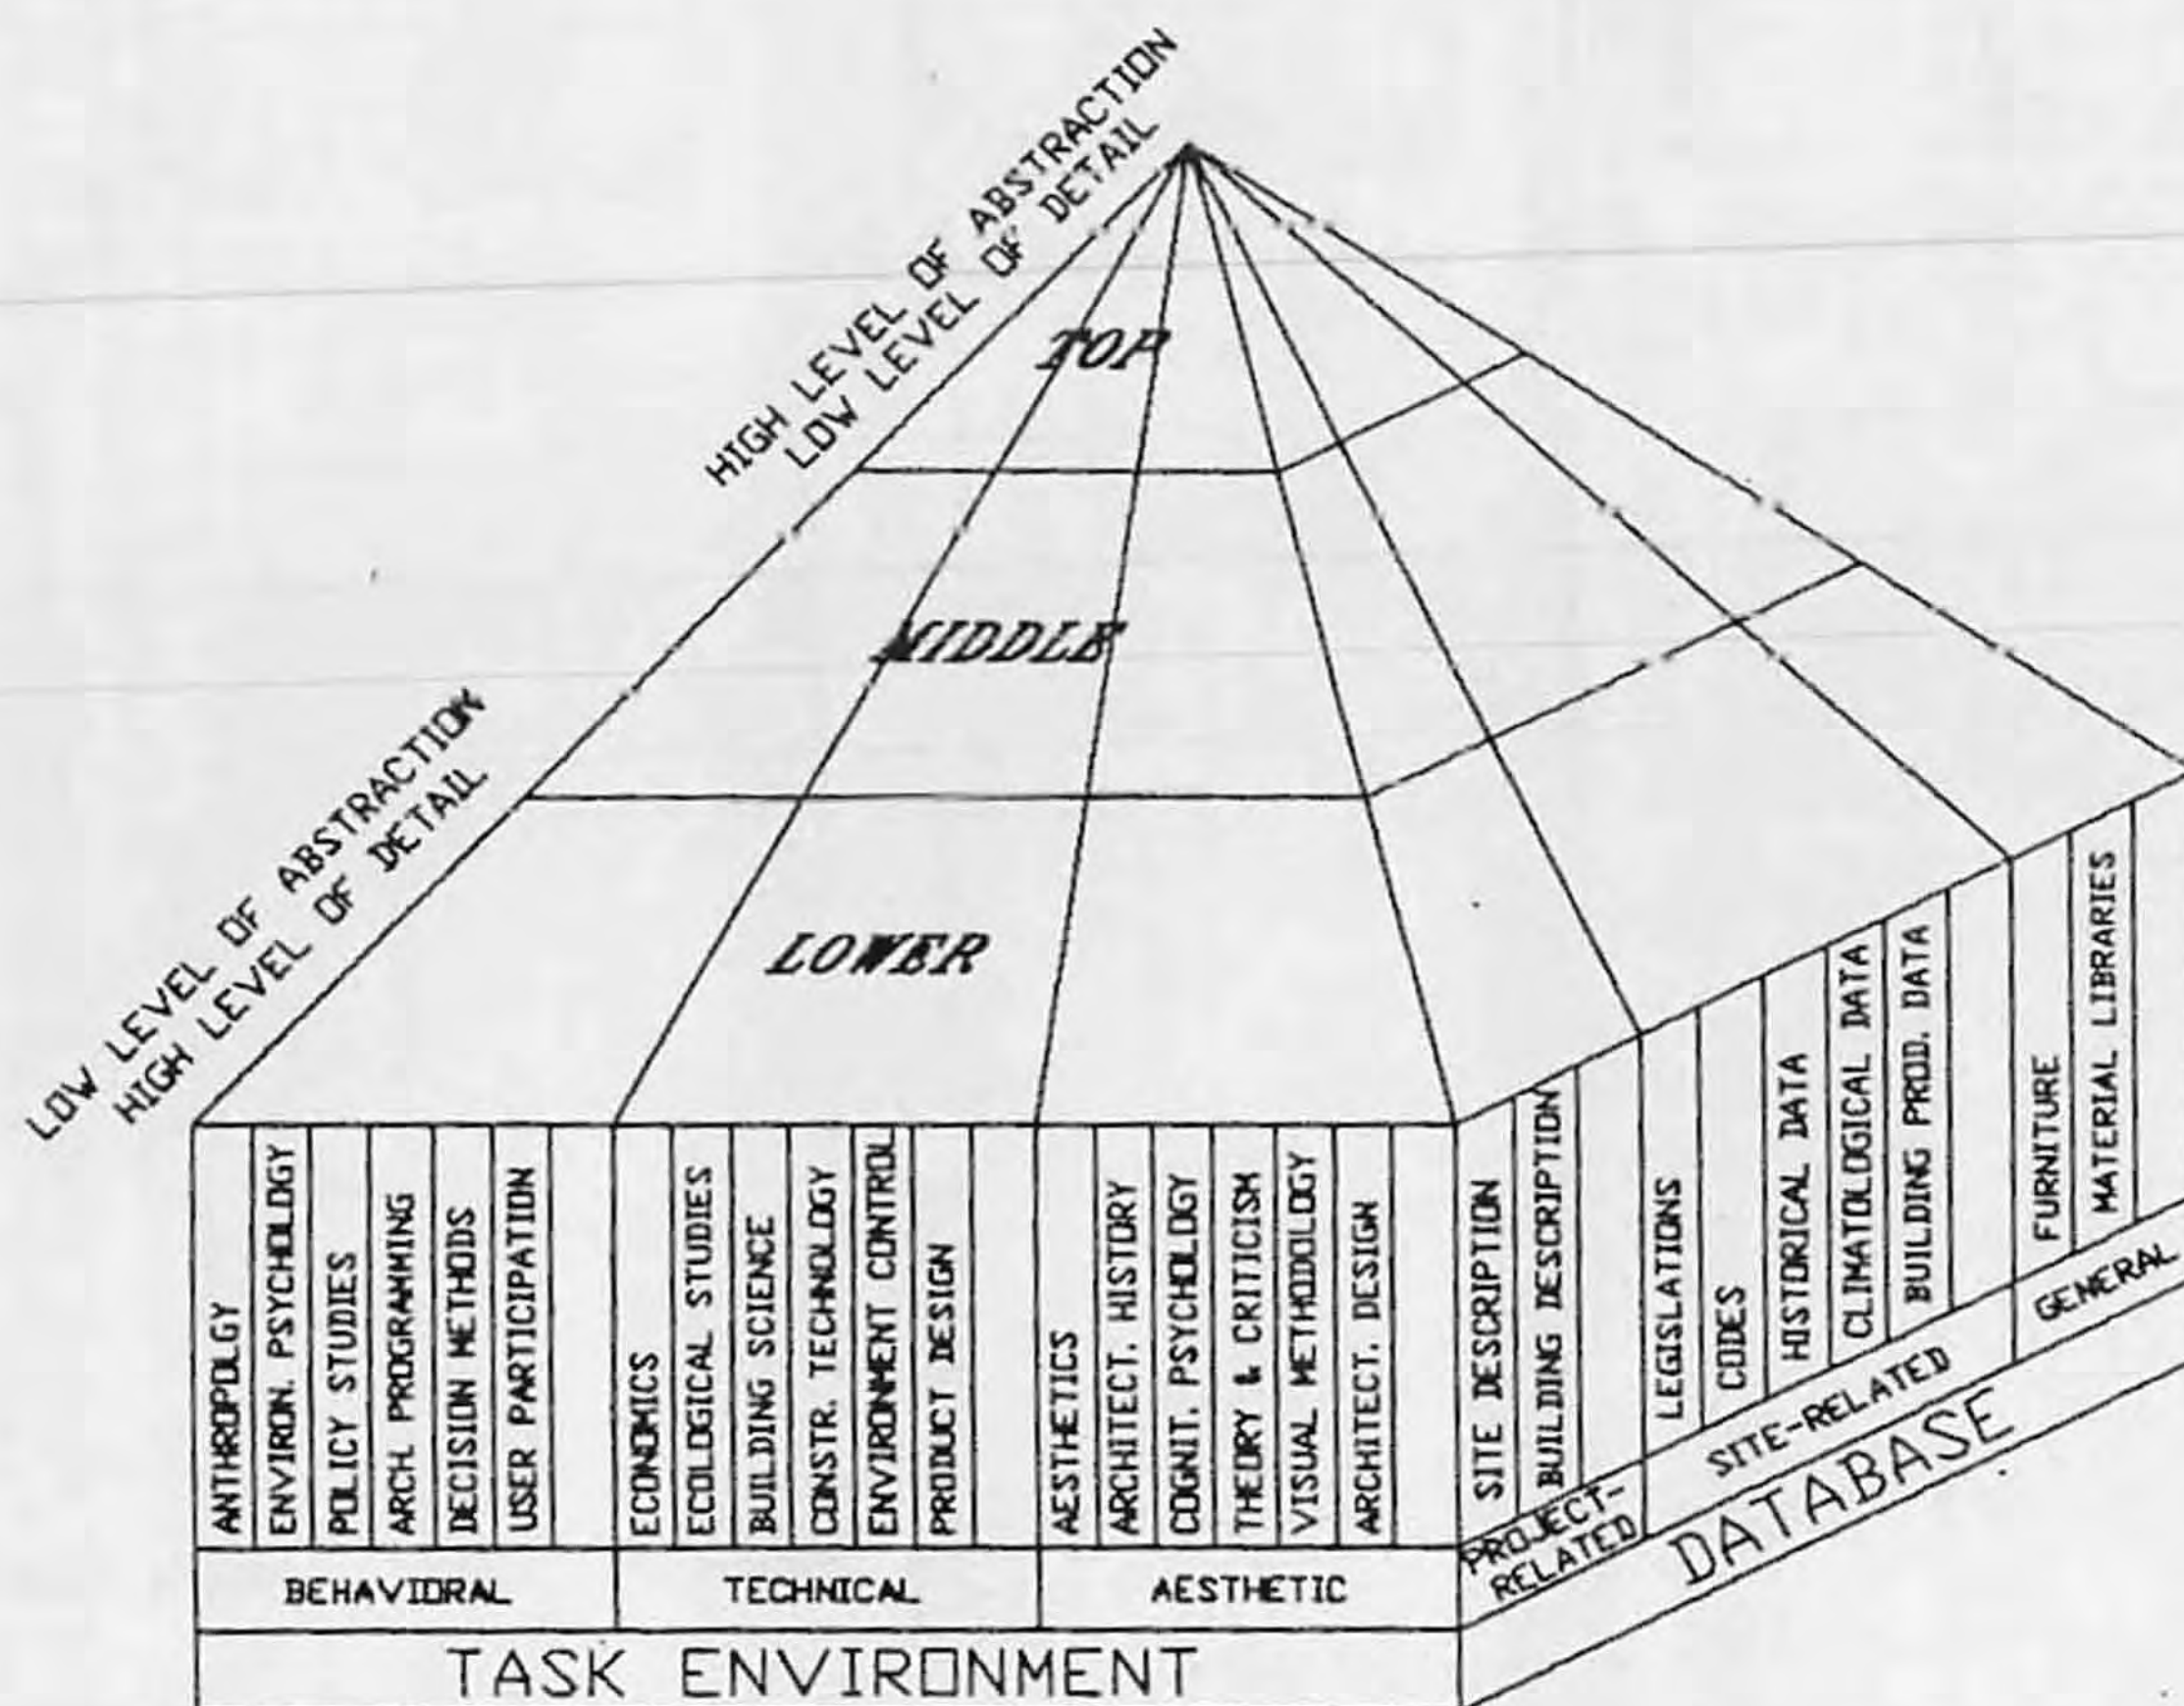 HIGH LEVEL OF ABSTRACTION
LOW LEVEL OF DETAIL
TOP
MIDDLE
LOW LEVEL OF ABSTRACTION
HIGH LEVEL OF DETAIL
LOWER
ANTHROPOLGY
ENVIRON. PSYCHOLOGY
POLICY STUDIES
ARCH. PROGRAMMING
DECISION METHODS
USER PARTICIPATION
ECONOMICS
ECOLOGICAL STUDIES
BUILDING SCIENCE
CONSTR. TECHNOLOGY
ENVIRONMENT CONTROL
PRODUCT DESIGN
AESTHETICS
ARCHITECT. HISTORY
COGNIT. PSYCHOLOGY
THEORY & CRITICISM
VISUAL METHODOLOGY
ARCHITECT. DESIGN
SITE DESCRIPTION
BUILDING DESCRIPTION
LEGISLATIONS
CODES
HISTORICAL DATA
CLIMATOLOGICAL DATA
BUILDING PROD. DATA
FURNITURE
MATERIAL LIBRARIES
BEHAVIORAL
TECHNICAL
AESTHETIC
PROJECT-
RELATED
SITE-RELATED
GENERAL
TASK ENVIRONMENT
DATABASE